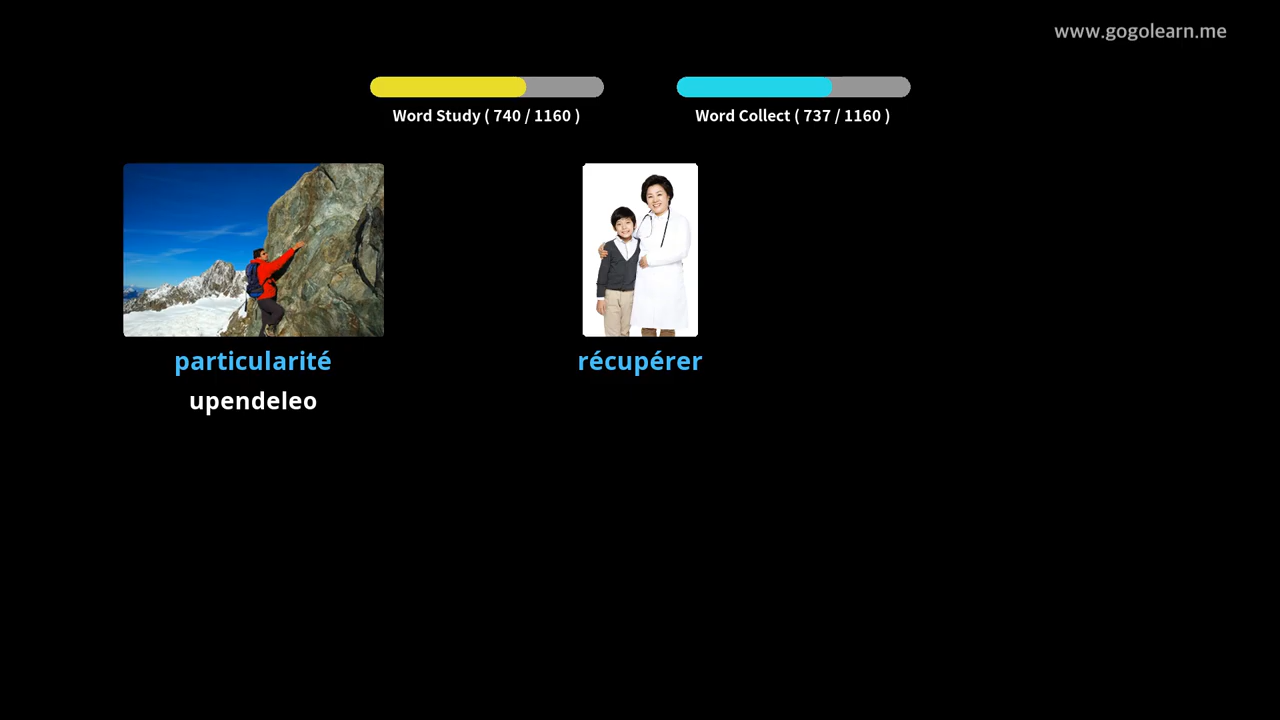 www.gogolearn.me
Word Study ( 740 / 1160 )
Word Collect ( 737 / 1160 )
particularité
récupérer
upendeleo